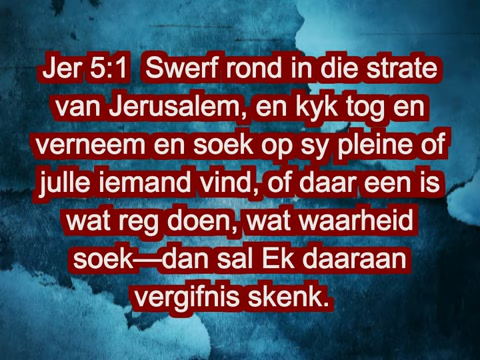 Jer 5:1  Swerf rond in die strate
van Jerusalem, en kyk tog en
verneem en soek op sy pleine of
julle iemand vind, of daar een is
wat reg doen, wat waarheid
soek—dan sal Ek daaraan
vergifnis skenk.